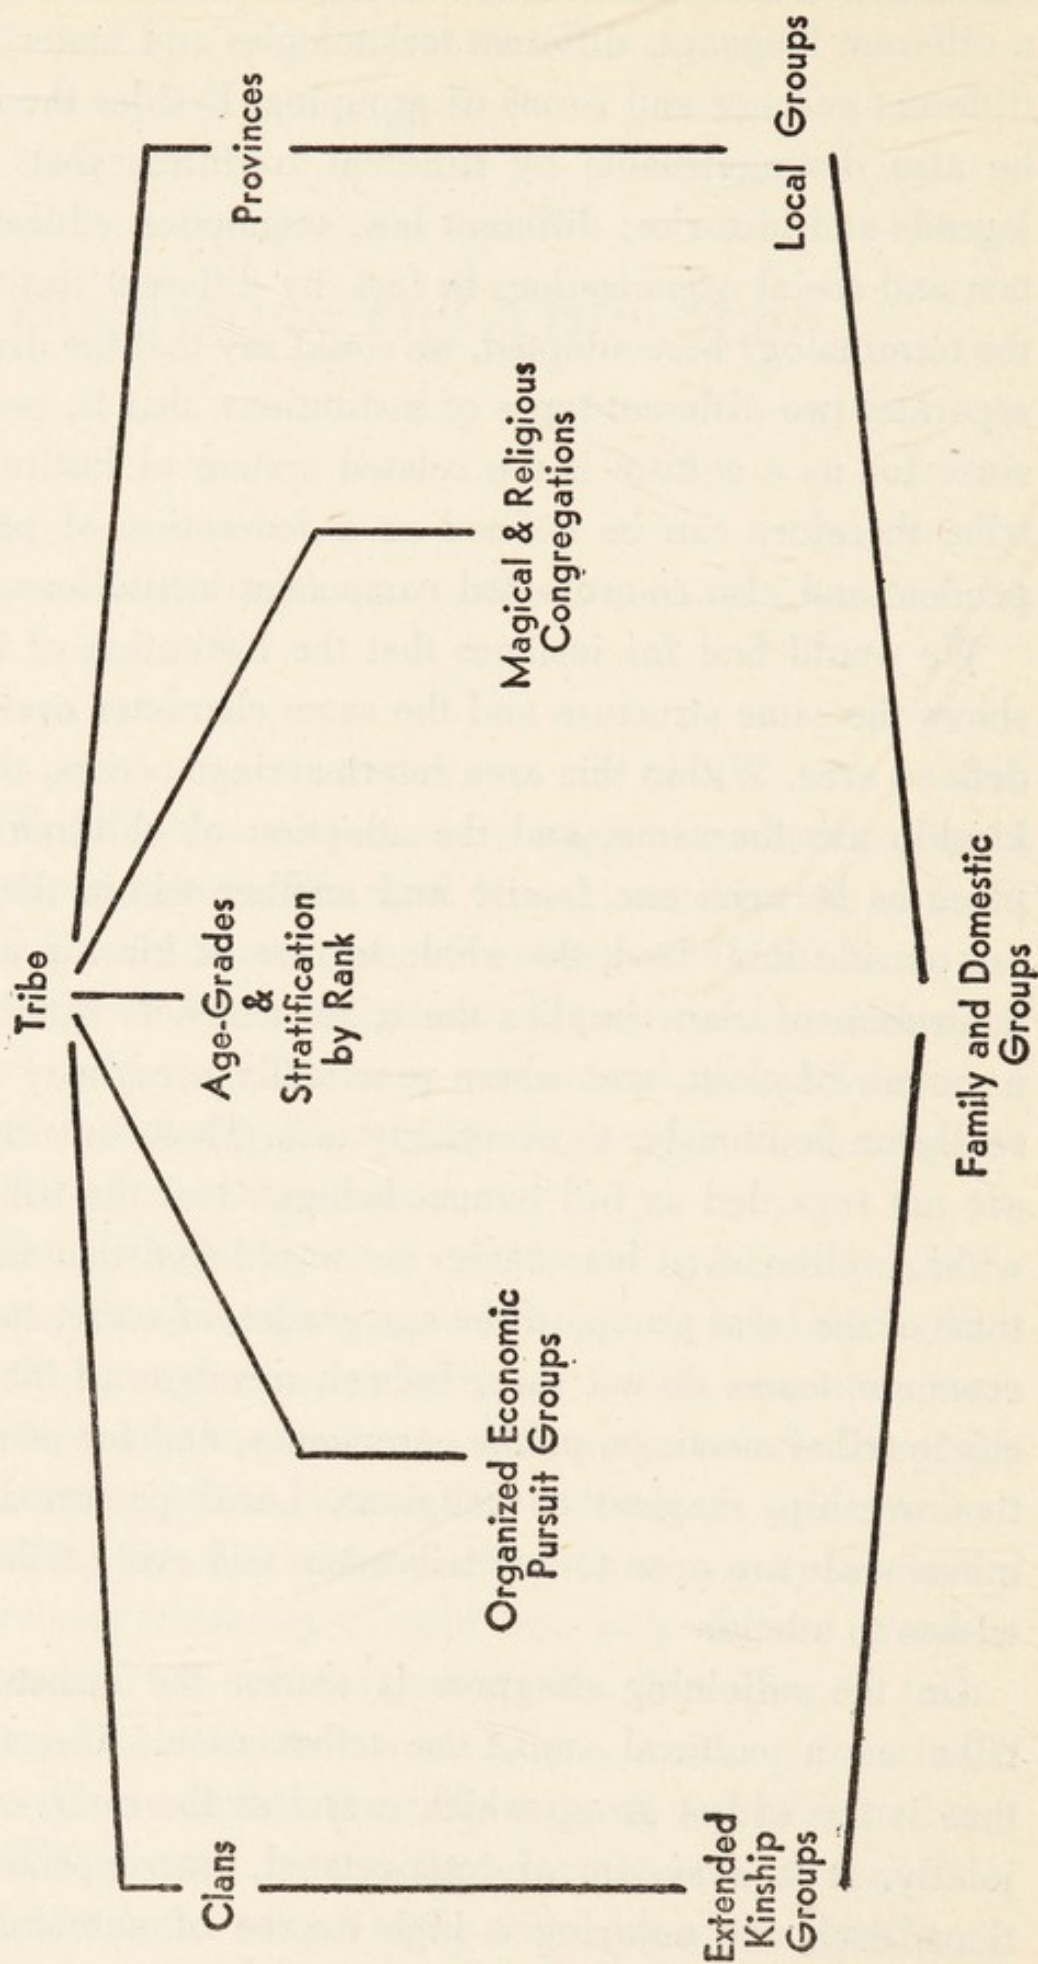 Tribe
Clans
Age-Grades
&
Stratification
by Rank
Provinces
Organized Economic
Pursuit Groups
Magical & Religious
Congregations
Extended
Kinship
Groups
Local Groups
Family and Domestic
Groups